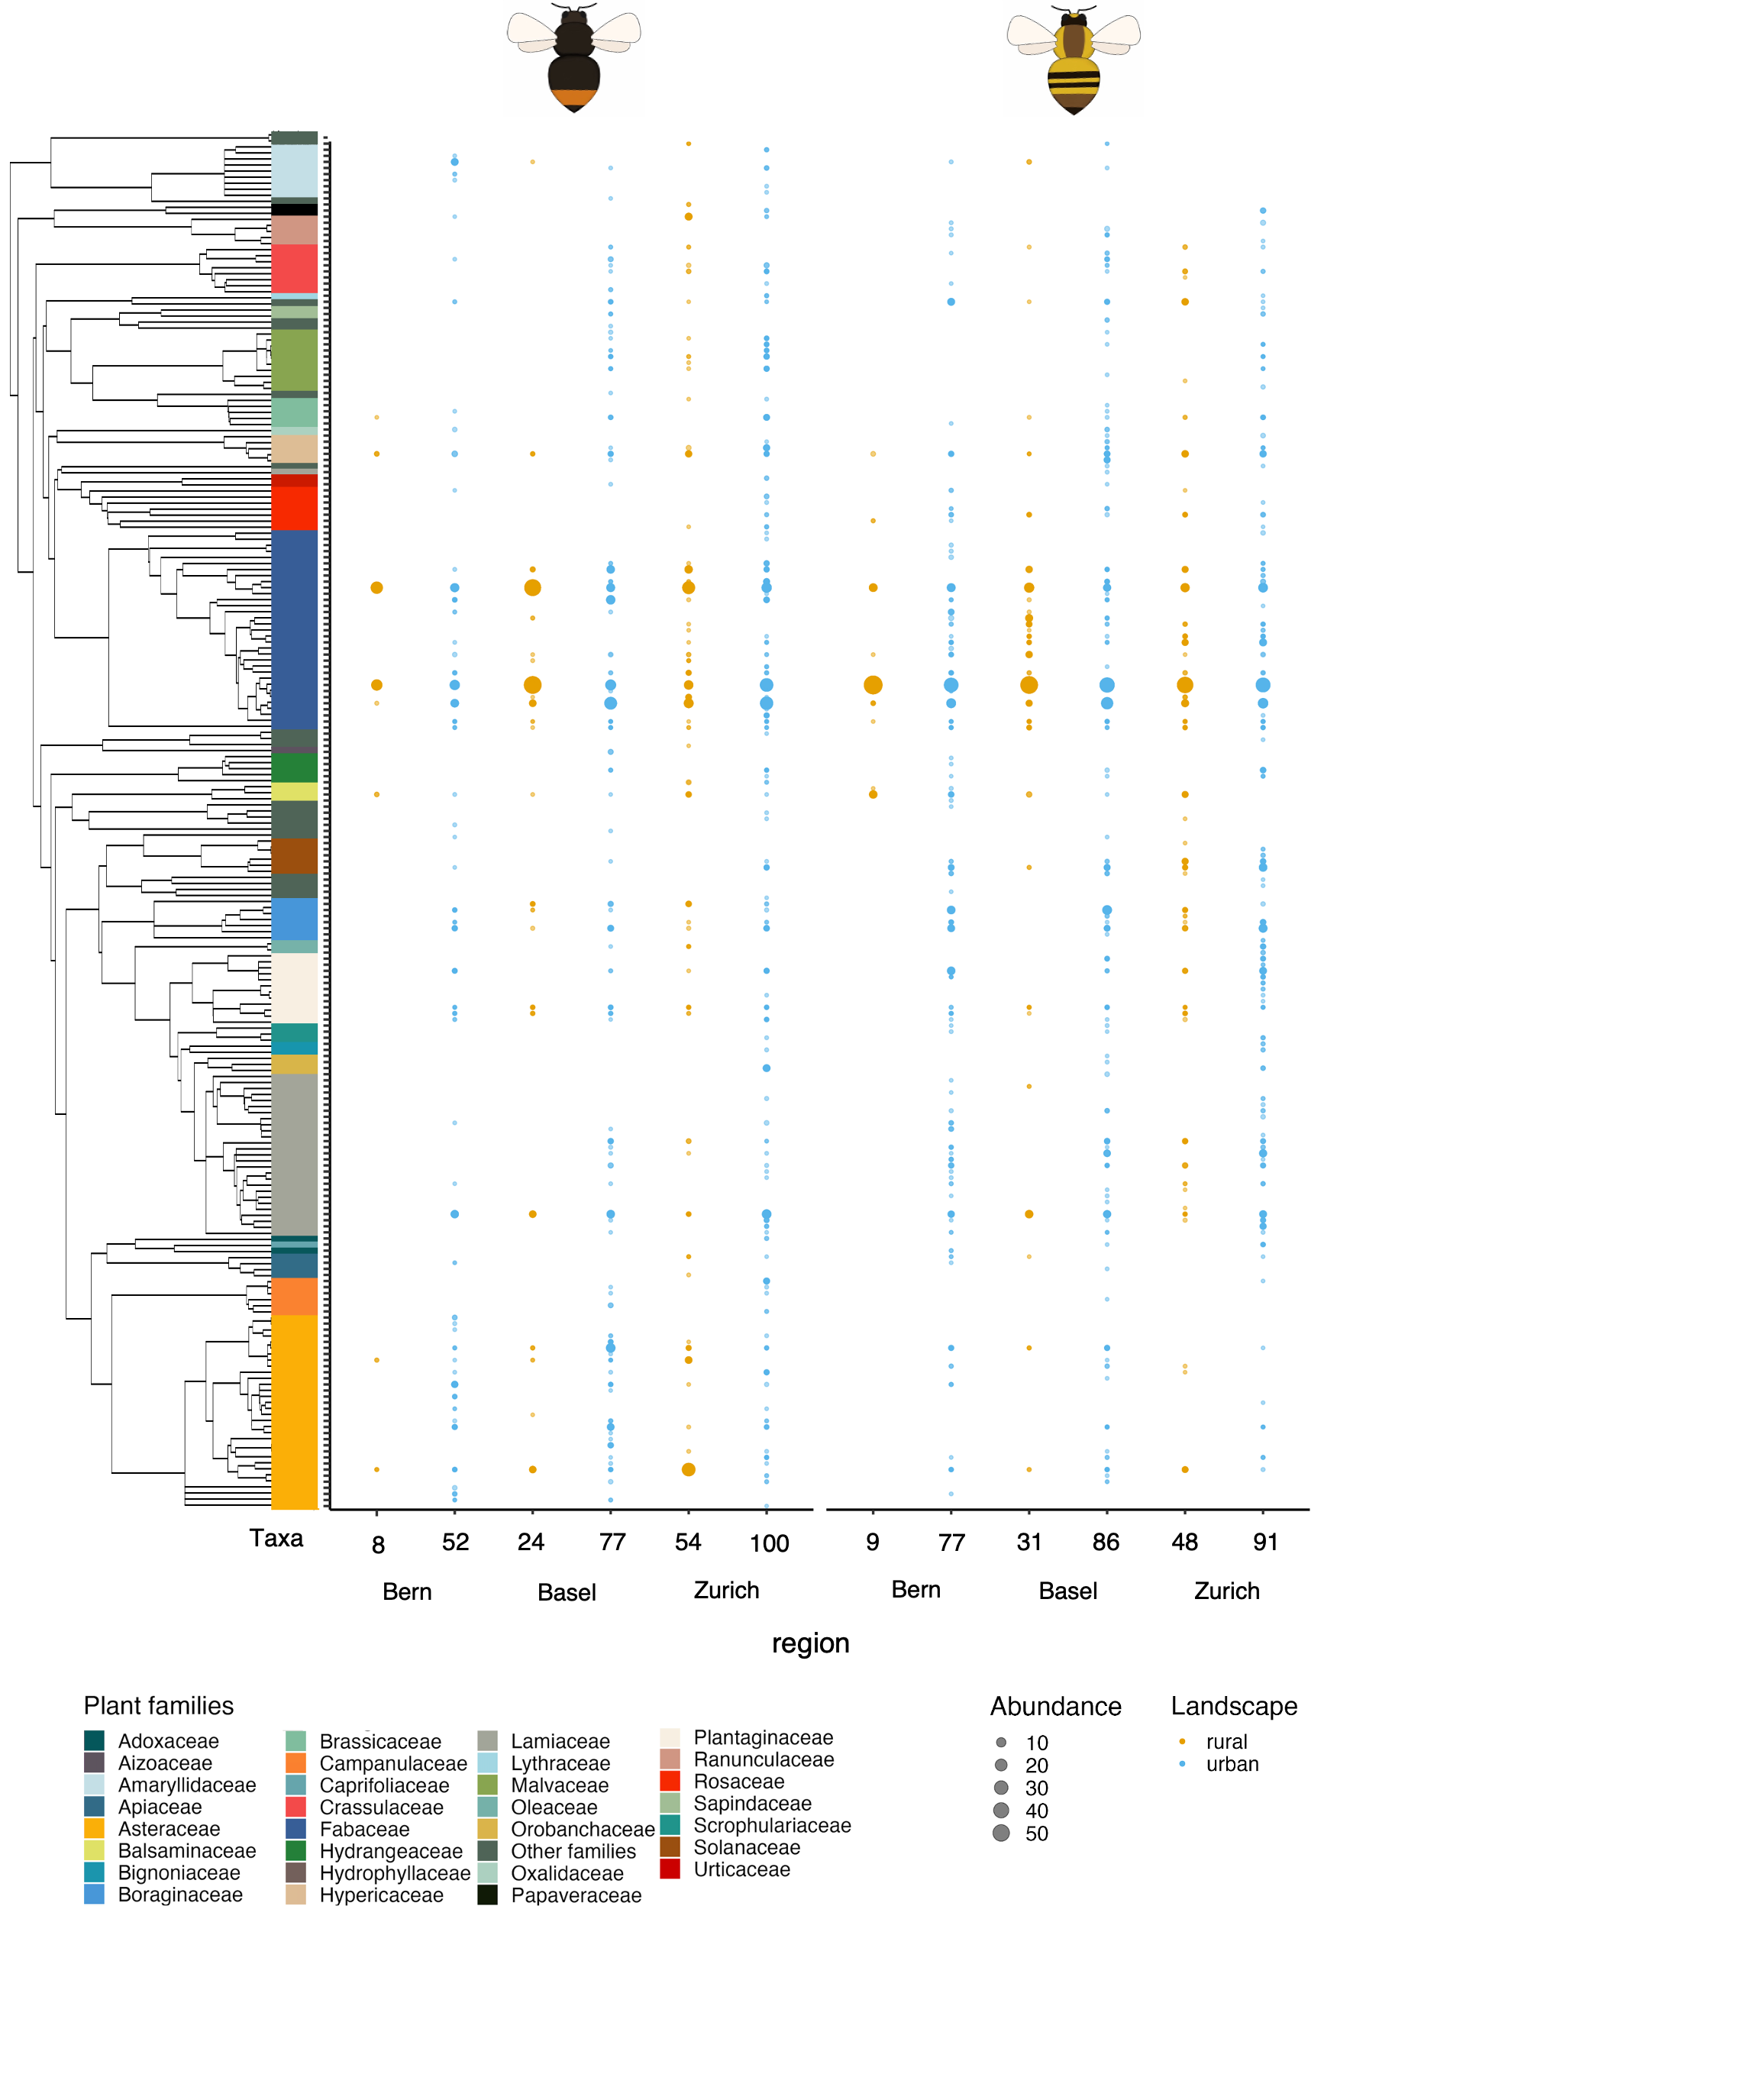 Taxa 8 52 24 77 54 100 9 77 31 86 48 91
Bern Basel Zurich Bern Basel Zurich
region
Plant families
Adoxaceae
Aizoaceae
Amaryllidaceae
Apiaceae
Asteraceae
Balsaminaceae
Bignoniaceae
Boraginaceae
Brassicaceae
Campanulaceae
Caprifoliaceae
Crassulaceae
Fabaceae
Hydrangeaceae
Hydrophyllaceae
Hypericaceae
Lamiaceae
Lythraceae
Malvaceae
Oleaceae
Orobanchaceae
Other families
Oxalidaceae
Papaveraceae
Plantaginaceae
Ranunculaceae
Rosaceae
Sapindaceae
Scrophulariaceae
Solanaceae
Urticaceae
Abundance
10
20
30
40
50
Landscape
rural
urban